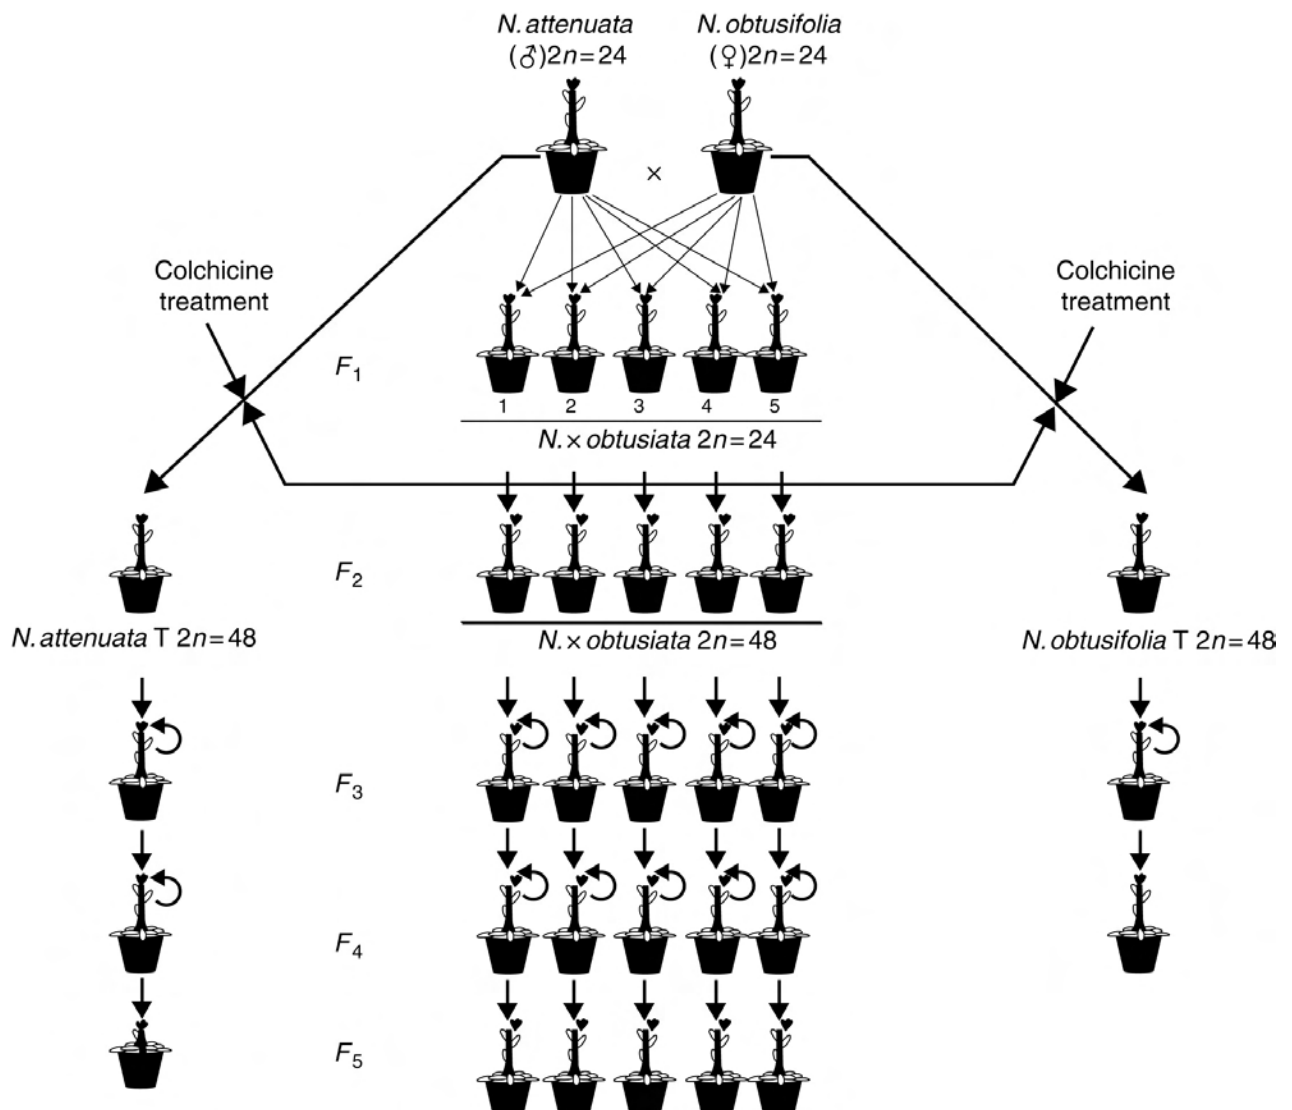 N. attenuata
(♂)2n=24
N. obtusifolia
(♀)2n=24
×
Colchicine
treatment
Colchicine
treatment
F1
1 2 3 4 5
N. × obtusiata 2n=24
F2
N. attenuata T 2n=48
N. × obtusiata 2n=48
N. obtusifolia T 2n=48
F3
F4
F5